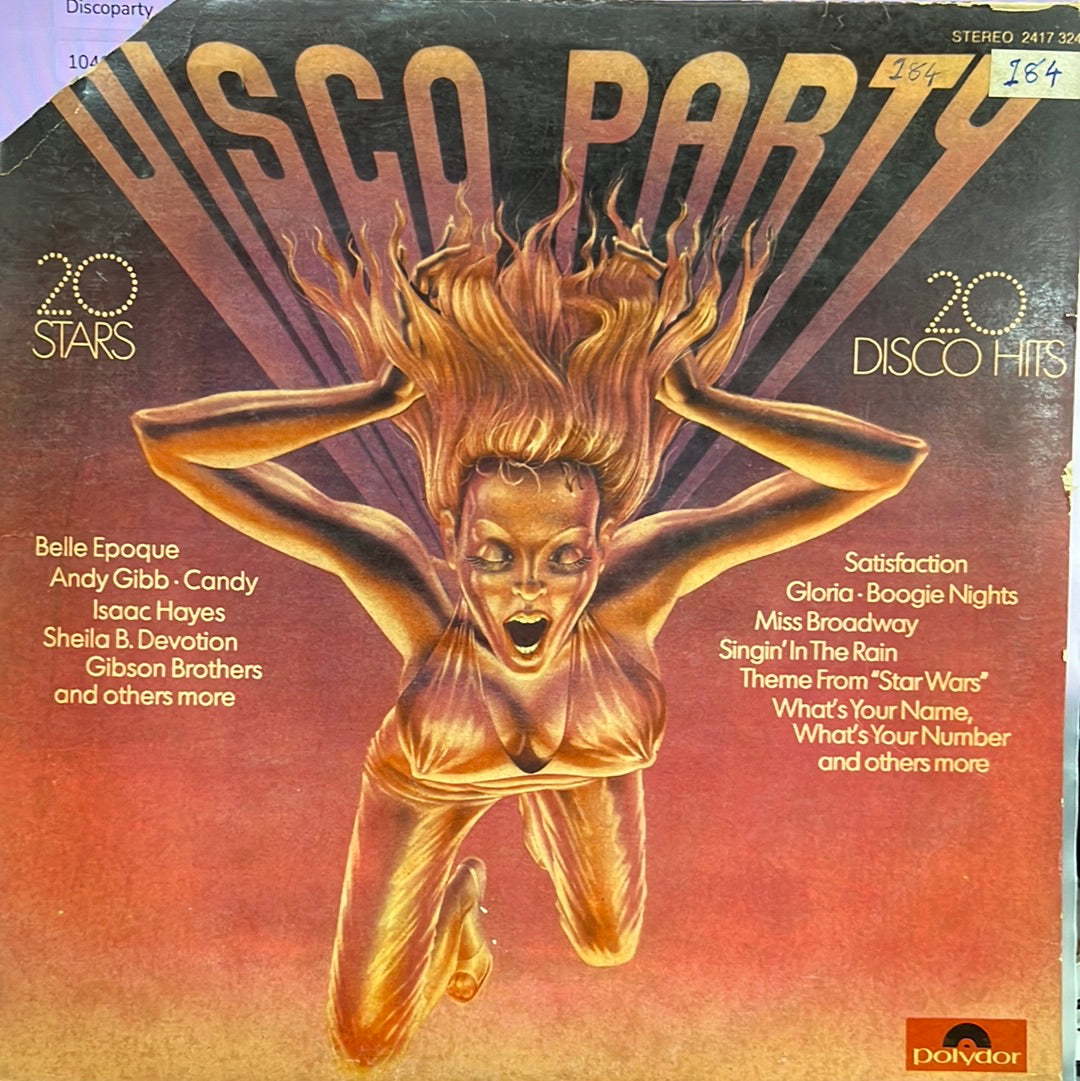 Discoparty
STEREO 2417 324
104
DISCO PARTY
184
184
20
STARS
20
DISCO HITS
Belle Epoque
Andy Gibb · Candy
Isaac Hayes
Sheila B. Devotion
Gibson Brothers
and others more
Satisfaction
Gloria · Boogie Nights
Miss Broadway
Singin' In The Rain
Theme From "Star Wars"
What's Your Name,
What's Your Number
and others more
polydor